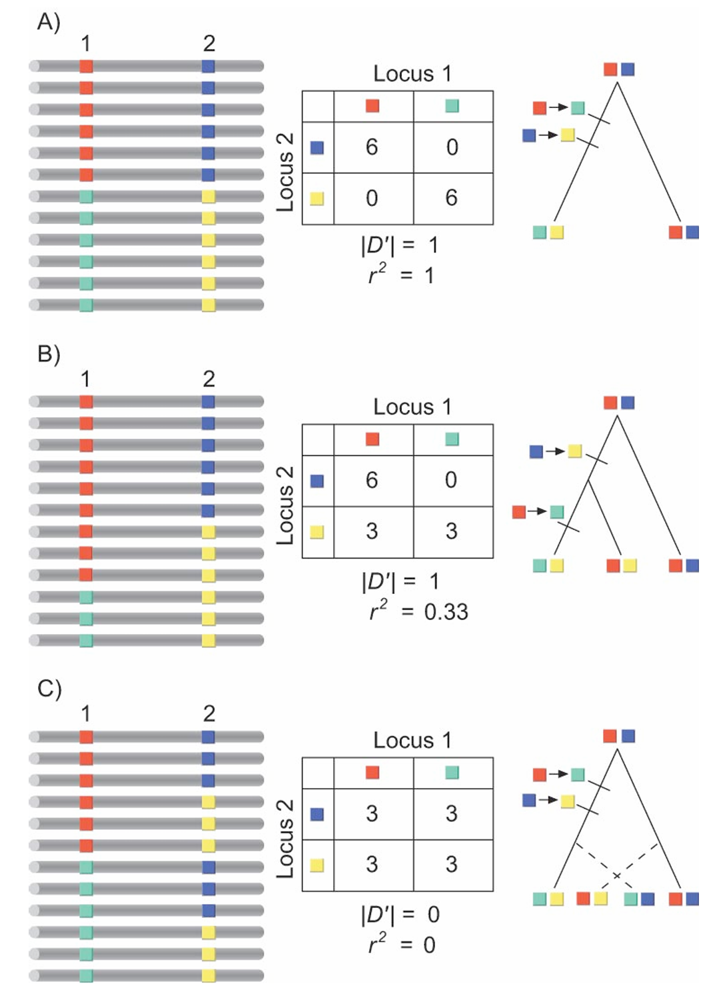 A)
1 2
Locus 1
Locus 2
6 0
0 6
|D′| = 1
r² = 1
B)
1 2
Locus 1
Locus 2
6 0
3 3
|D′| = 1
r² = 0.33
C)
1 2
Locus 1
Locus 2
3 3
3 3
|D′| = 0
r² = 0